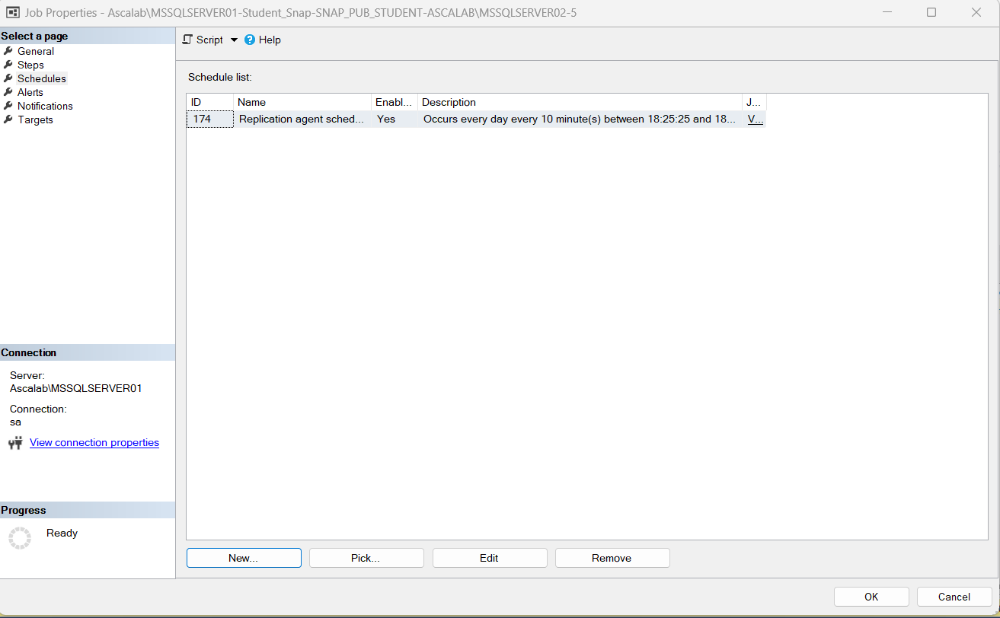 Job Properties - Ascalab\MSSQLSERVER01-Student_Snap-SNAP_PUB_STUDENT-ASCALAB\MSSQLSERVER02-5
Select a page
General
Steps
Schedules
Alerts
Notifications
Targets
Script
Help
Schedule list:
ID Name Enabl... Description J...
174 Replication agent sched... Yes Occurs every day every 10 minute(s) between 18:25:25 and 18... V...
Connection
Server:
Ascalab\MSSQLSERVER01
Connection:
sa
View connection properties
Progress
Ready
New... Pick... Edit Remove
OK Cancel